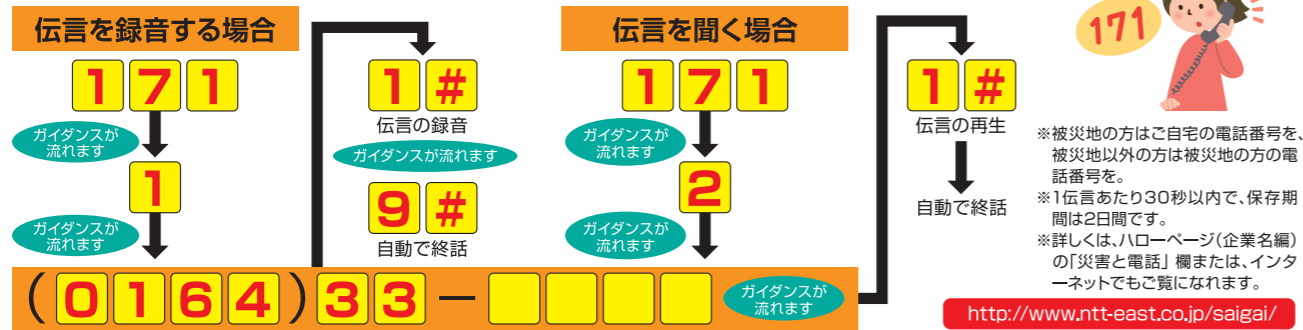 伝言を録音する場合
171
ガイダンスが
流れます
1
ガイダンスが
流れます
1#
伝言の録音
ガイダンスが流れます
9#
自動で終話
伝言を聞く場合
171
ガイダンスが
流れます
2
ガイダンスが
流れます
(0164)33−
ガイダンスが
流れます
1#
伝言の再生
自動で終話
171
※被災地の方はご自宅の電話番号を、
被災地以外の方は被災地の方の電
話番号を。
※1伝言あたり30秒以内で、保存期
間は2日間です。
※詳しくは、ハローページ(企業名編)
の「災害と電話」欄または、インタ
ーネットでもご覧になれます。
http://www.ntt-east.co.jp/saigai/